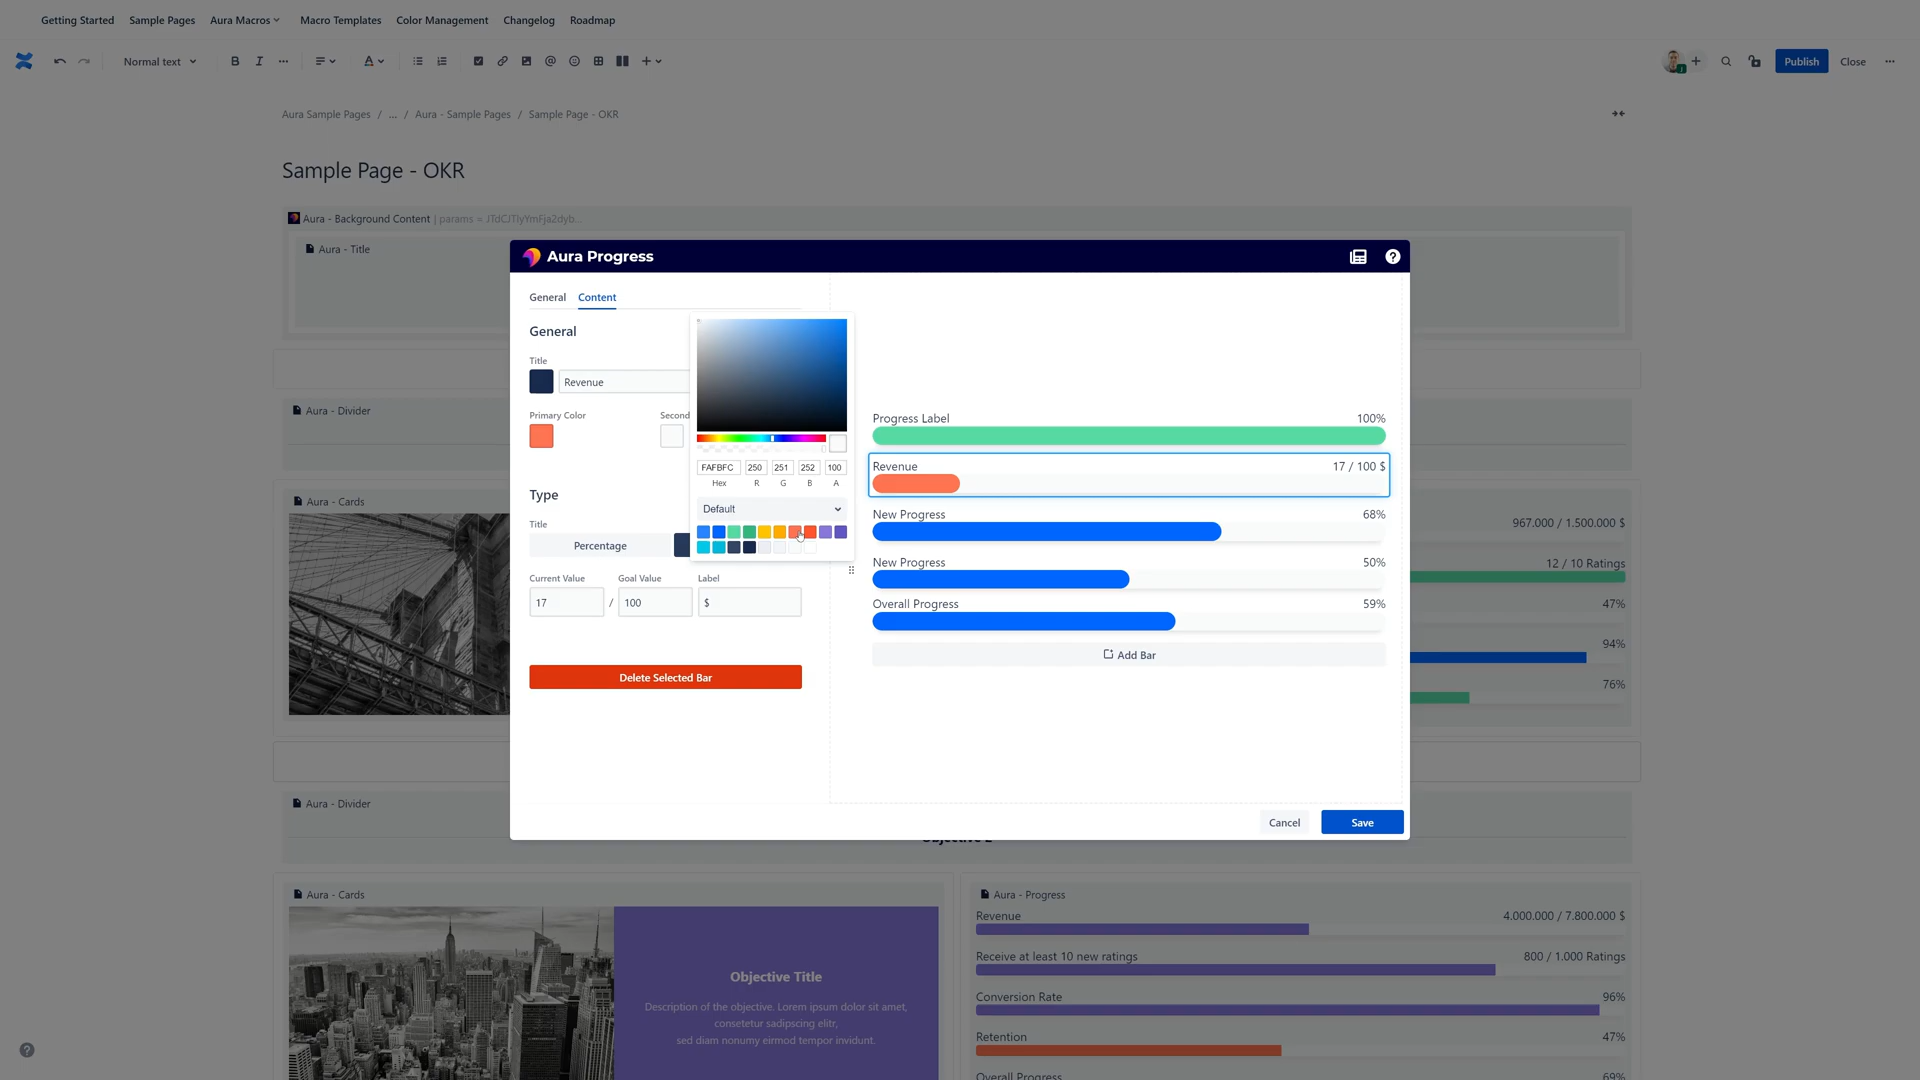 Getting Started Sample Pages Aura Macros Macro Templates Color Management Changelog Roadmap
Normal text B I A Publish Close
Aura Sample Pages / ... / Aura - Sample Pages / Sample Page - OKR
Sample Page - OKR
Aura - Background Content | params = JTdCJTIyYmFja2dyb...
Aura - Title
Aura Progress
General Content
General
Title
Revenue
Primary Color Second
FAFBFC 250 251 252 100
Hex R G B A
Default
Type
Title
Percentage
Current Value Goal Value Label
17 / 100 $
Delete Selected Bar
Progress Label 100%
Revenue 17 / 100 $
New Progress 68%
New Progress 50%
Overall Progress 59%
Add Bar
Cancel Save
Aura - Divider
Aura - Cards
967.000 / 1.500.000 $
12 / 10 Ratings
47%
94%
76%
Aura - Divider
Aura - Cards
Objective Title
Description of the objective. Lorem ipsum dolor sit amet,
consetetur sadipscing elitr,
sed diam nonumy eirmod tempor invidunt.
Aura - Progress
Revenue 4.000.000 / 7.800.000 $
Receive at least 10 new ratings 800 / 1.000 Ratings
Conversion Rate 96%
Retention 47%
Overall Progress 69%